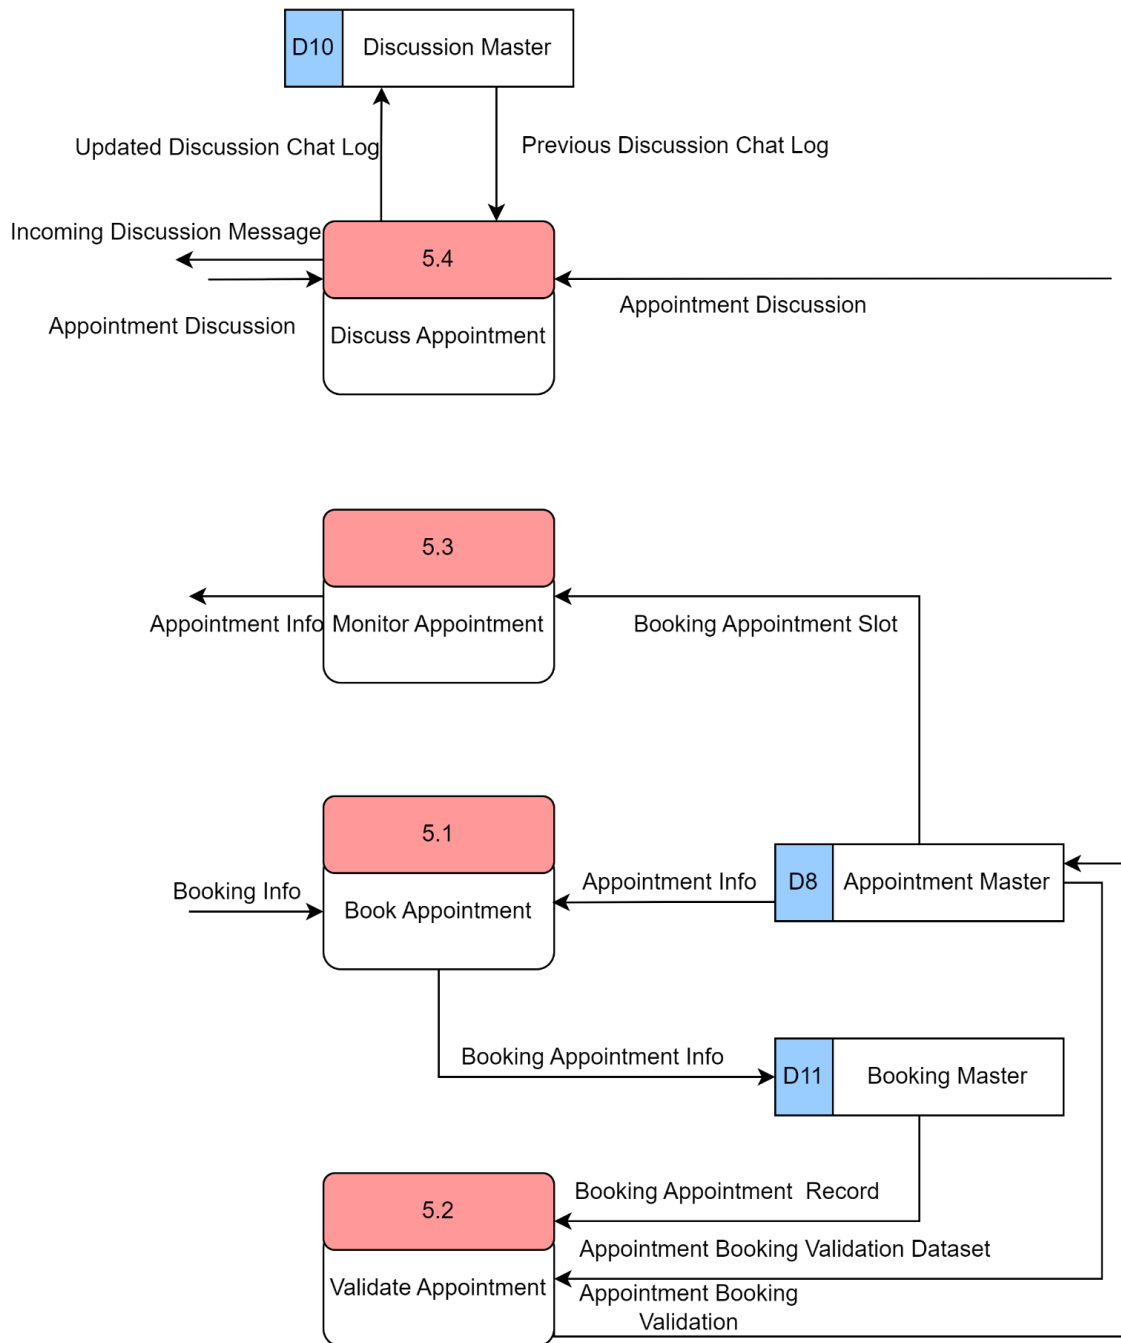 D10
Discussion Master
Updated Discussion Chat Log
Previous Discussion Chat Log
Incoming Discussion Message
5.4
Appointment Discussion
Discuss Appointment
Appointment Discussion
5.3
Appointment Info
Monitor Appointment
Booking Appointment Slot
5.1
Booking Info
Book Appointment
Appointment Info
D8
Appointment Master
Booking Appointment Info
D11
Booking Master
5.2
Booking Appointment  Record
Appointment Booking Validation Dataset
Validate Appointment
Appointment Booking
Validation